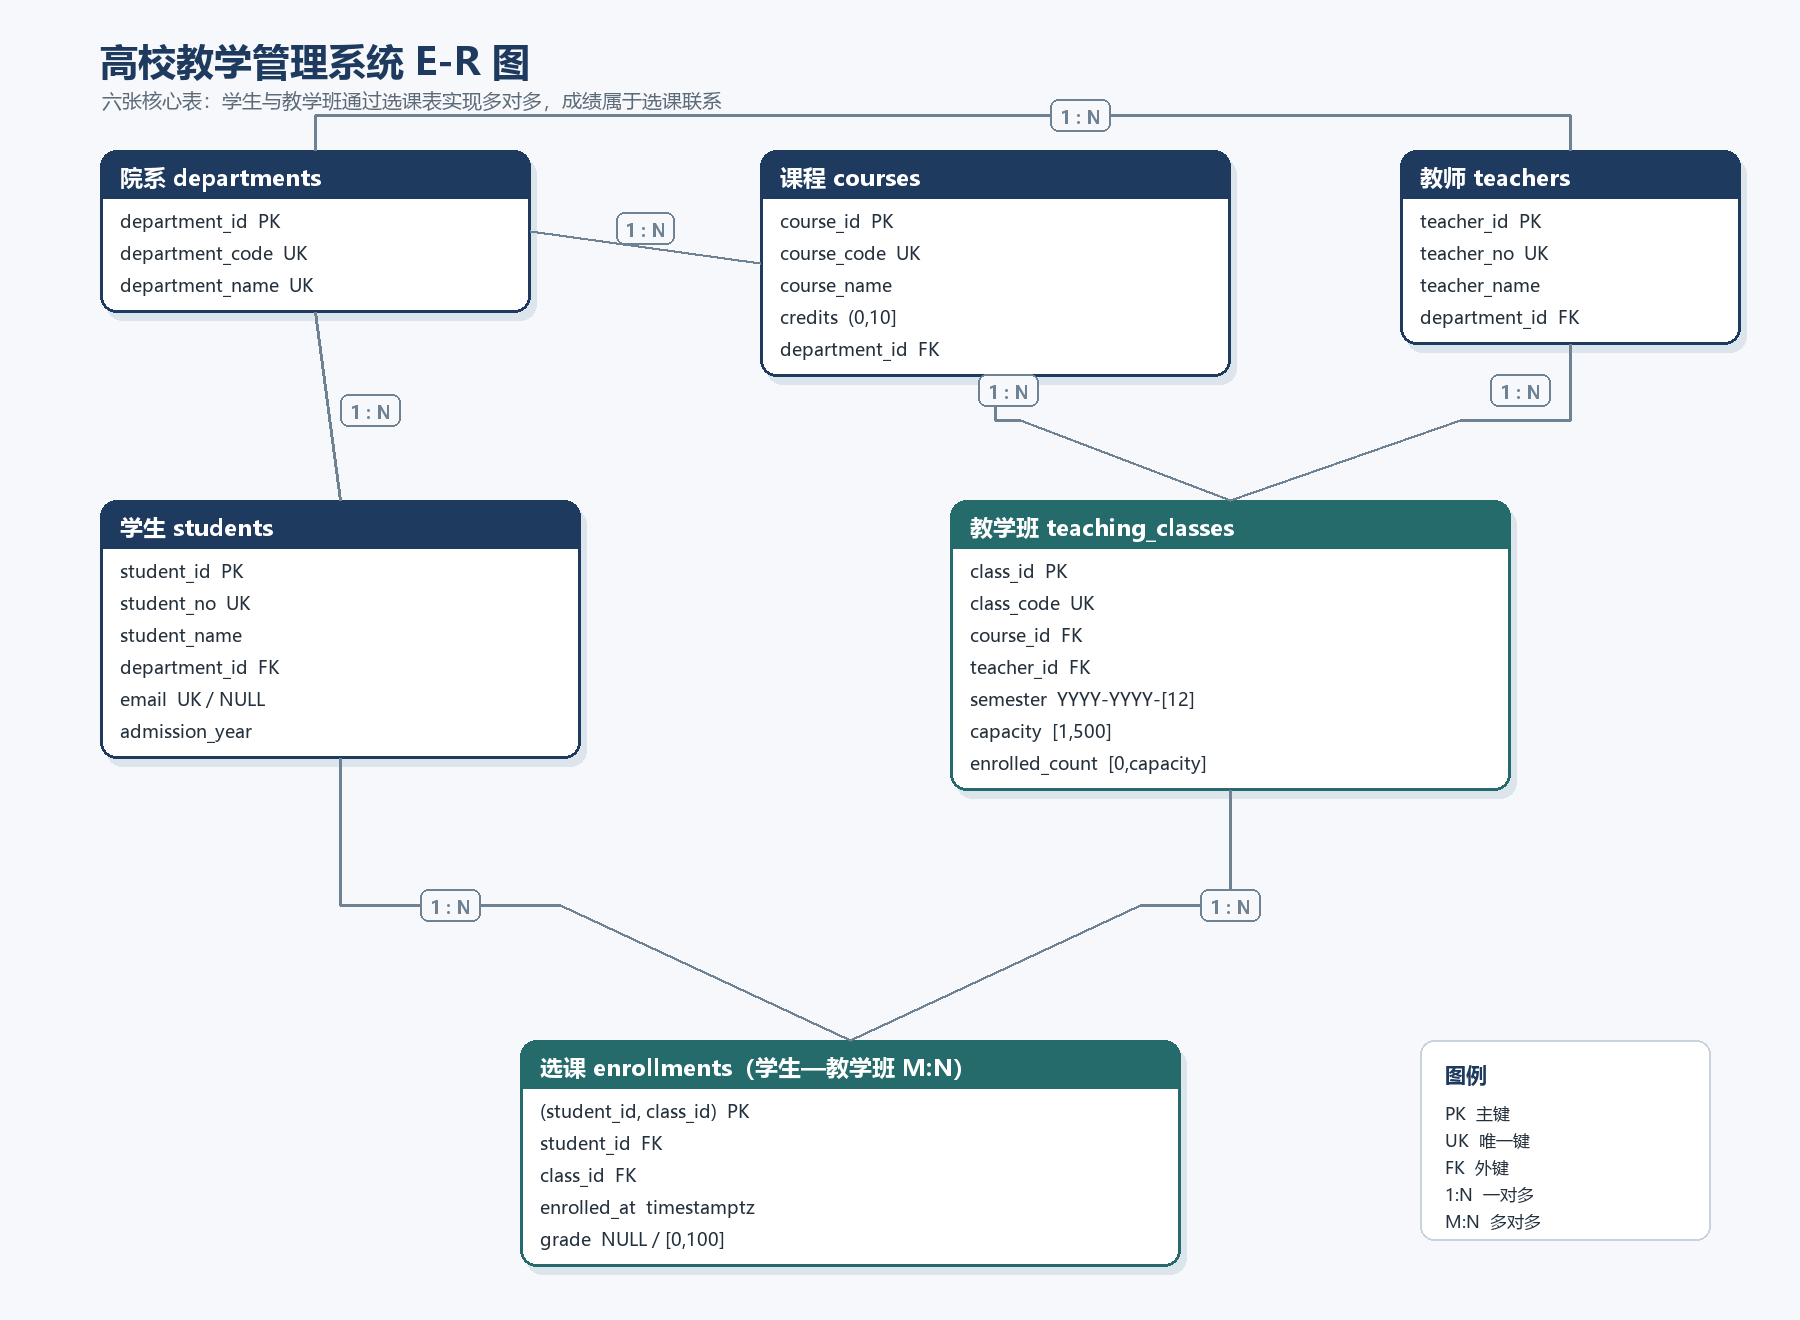 高校教学管理系统 E-R 图
六张核心表：学生与教学班通过选课表实现多对多，成绩属于选课联系
1 : N
院系 departments
department_id  PK
department_code  UK
department_name  UK
1 : N
课程 courses
course_id  PK
course_code  UK
course_name
credits  (0,10]
department_id  FK
教师 teachers
teacher_id  PK
teacher_no  UK
teacher_name
department_id  FK
1 : N
1 : N
1 : N
学生 students
student_id  PK
student_no  UK
student_name
department_id  FK
email  UK / NULL
admission_year
教学班 teaching_classes
class_id  PK
class_code  UK
course_id  FK
teacher_id  FK
semester  YYYY-YYYY-[12]
capacity  [1,500]
enrolled_count  [0,capacity]
1 : N
1 : N
选课 enrollments（学生—教学班 M:N）
(student_id, class_id)  PK
student_id  FK
class_id  FK
enrolled_at  timestamptz
grade  NULL / [0,100]
图例
PK  主键
UK  唯一键
FK  外键
1:N  一对多
M:N  多对多